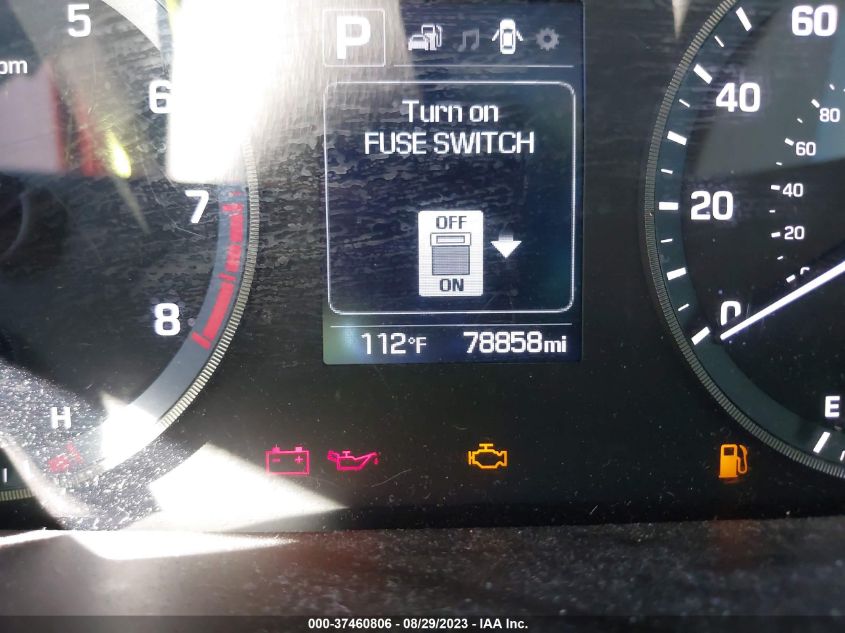 5
pm
6
7
8
H
P
Turn on
FUSE SWITCH
OFF
ON
112°F 78858mi
60
40
20
0
80
60
40
20
E
000-37460806 - 08/29/2023 - IAA Inc.